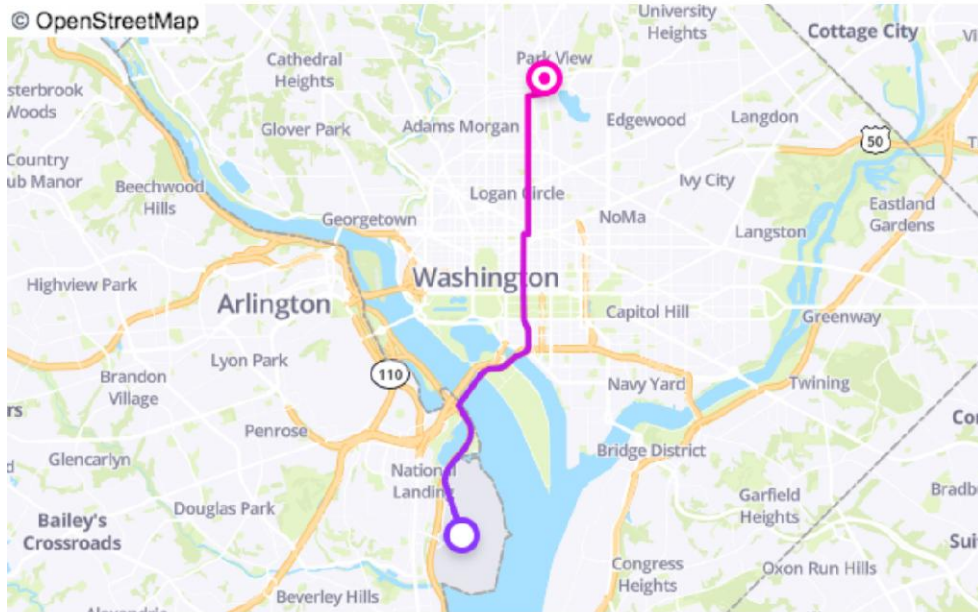 © OpenStreetMap
University
Heights
Cottage City
Cathedral
Heights
Park View
Woods
Glover Park
Adams Morgan
Edgewood
Langdon
50
Country
Beechwood
Hills
Logan Circle
Ivy City
Eastland
Gardens
Georgetown
NoMa
Langston
Highview Park
Washington
Arlington
Capitol Hill
Greenway
Lyon Park
110
Brandon
Village
Navy Yard
Twining
Penrose
Glencarlyn
National
Landing
Bridge District
Douglas Park
Garfield
Heights
Bailey's
Crossroads
Congress
Heights
Oxon Run Hills
Beverley Hills